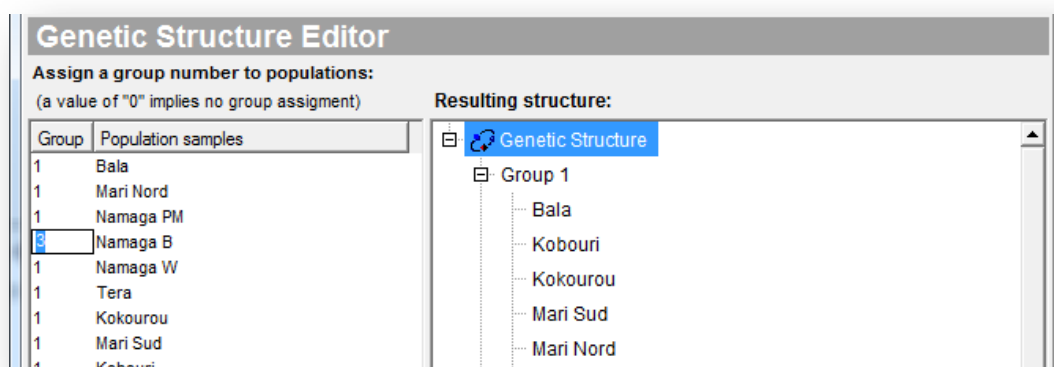 Genetic Structure Editor
Assign a group number to populations:
(a value of "0" implies no group assigment)
Group Population samples
1 Bala
1 Mari Nord
1 Namaga PM
3 Namaga B
1 Namaga W
1 Tera
1 Kokourou
1 Mari Sud
1 Kobouri
Resulting structure:
Genetic Structure
Group 1
Bala
Kobouri
Kokourou
Mari Sud
Mari Nord